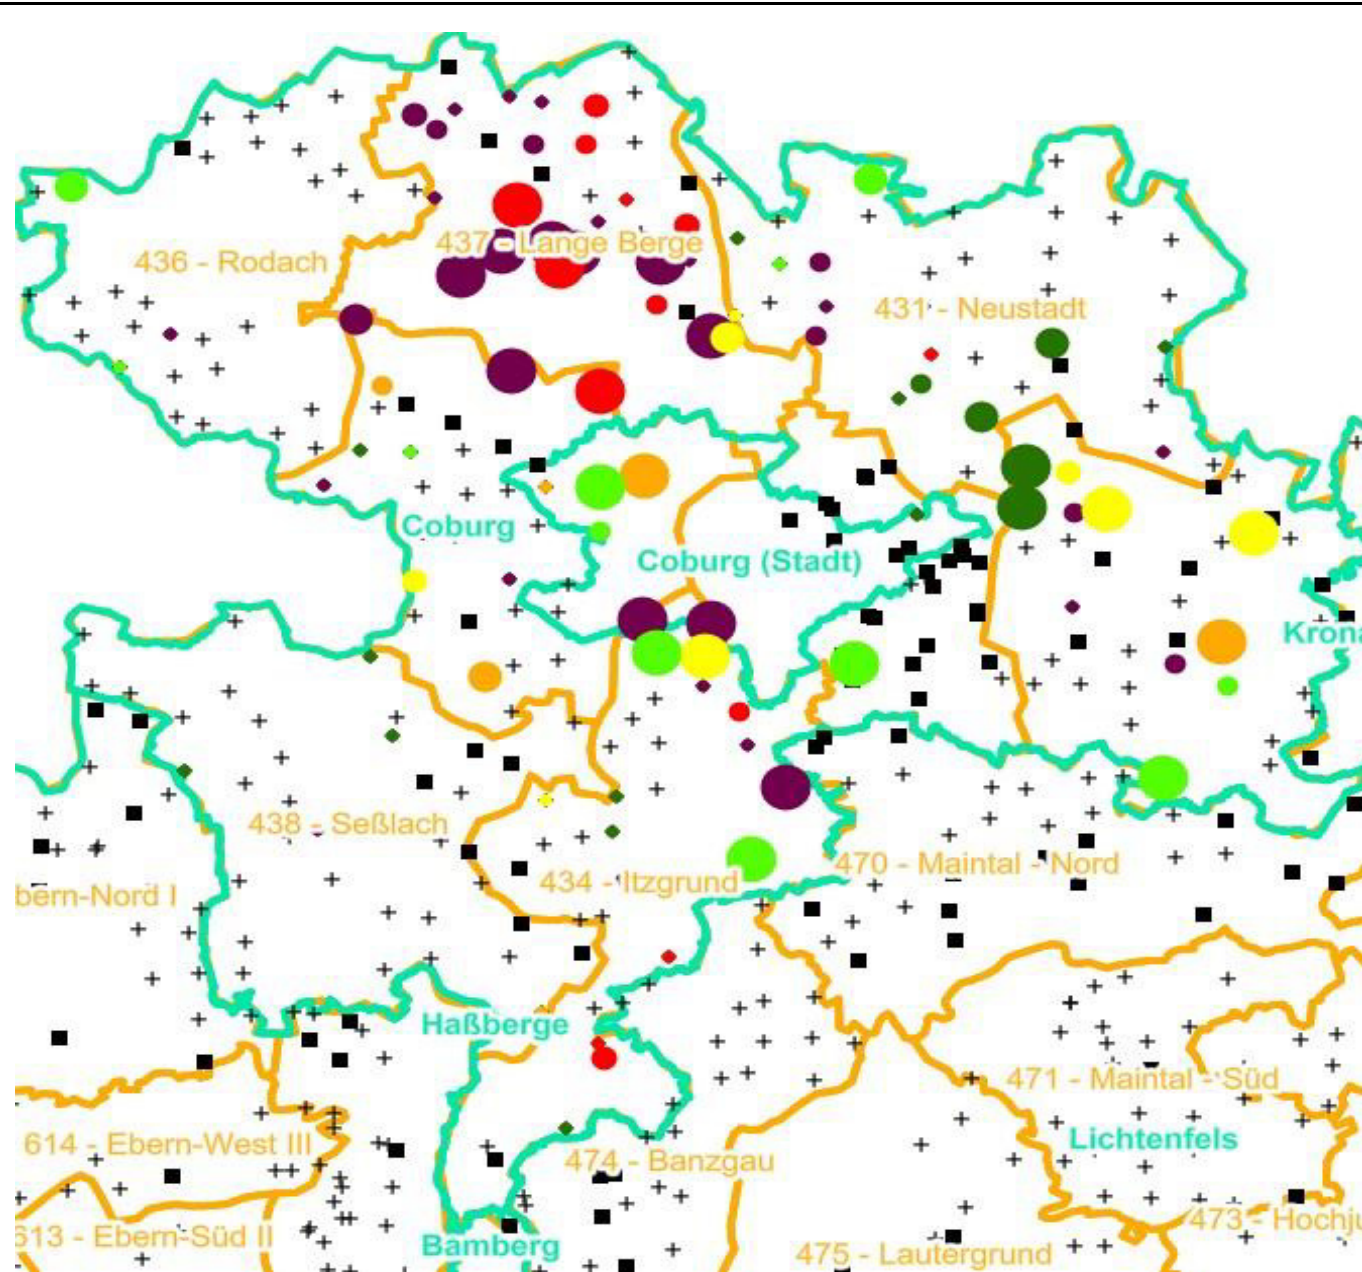 437 - Lange Berge
436 - Rodach
431 - Neustadt
Coburg
Coburg (Stadt)
Krona
438 - Seßlach
434 - Itzgrund
470 - Maintal - Nord
bern-Nord I
Haßberge
471 - Maintal - Süd
614 - Ebern-West III
Lichtenfels
474 - Banzgau
473 - Hochju
613 - Ebern-Süd II
Bamberg
475 - Lautergrund